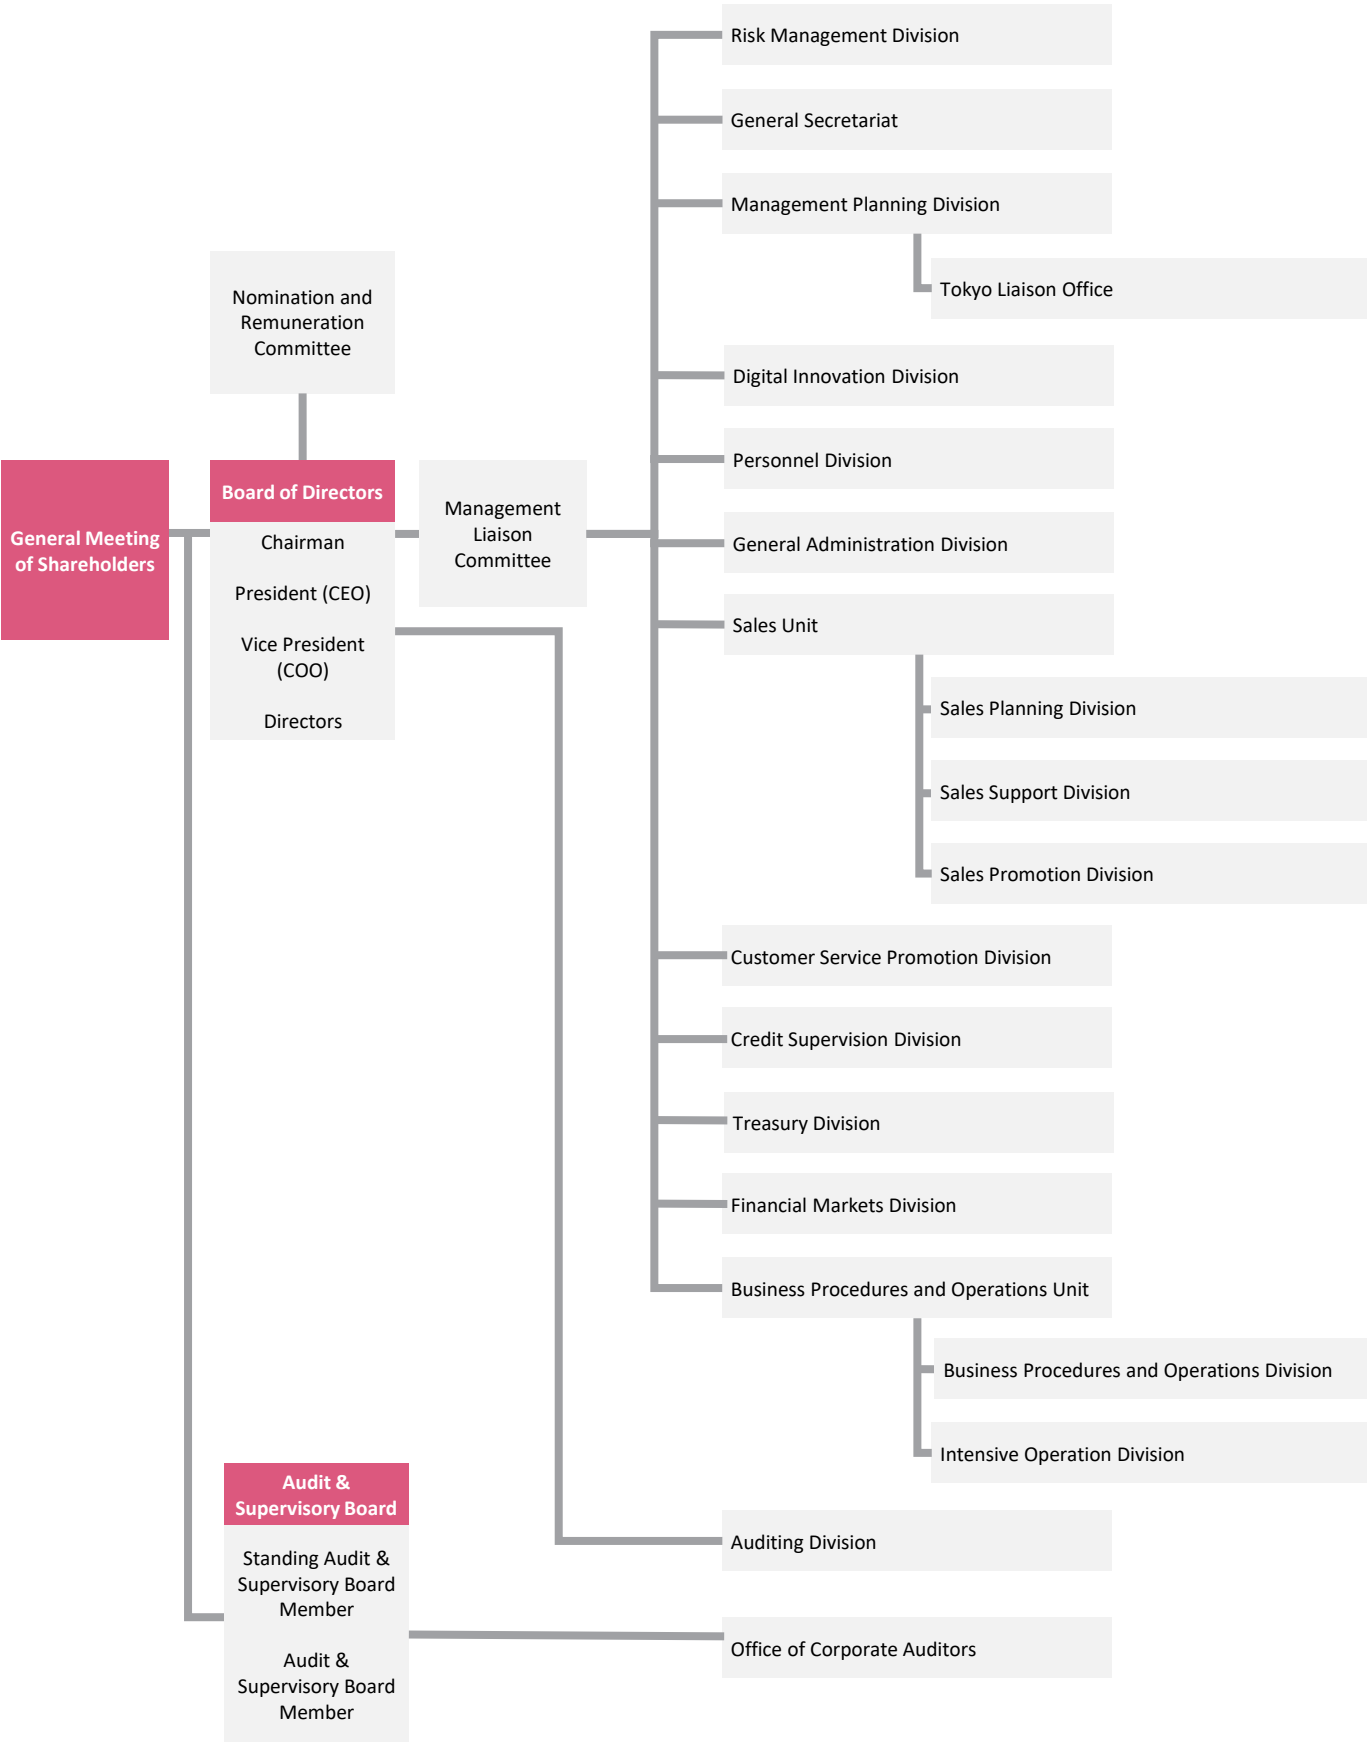 General Meeting
of Shareholders
Nomination and
Remuneration
Committee
Board of Directors
Chairman
President (CEO)
Vice President
(COO)
Directors
Management
Liaison
Committee
Risk Management Division
General Secretariat
Management Planning Division
Tokyo Liaison Office
Digital Innovation Division
Personnel Division
General Administration Division
Sales Unit
Sales Planning Division
Sales Support Division
Sales Promotion Division
Customer Service Promotion Division
Credit Supervision Division
Treasury Division
Financial Markets Division
Business Procedures and Operations Unit
Business Procedures and Operations Division
Intensive Operation Division
Auditing Division
Audit &
Supervisory Board
Standing Audit &
Supervisory Board
Member
Audit &
Supervisory Board
Member
Office of Corporate Auditors